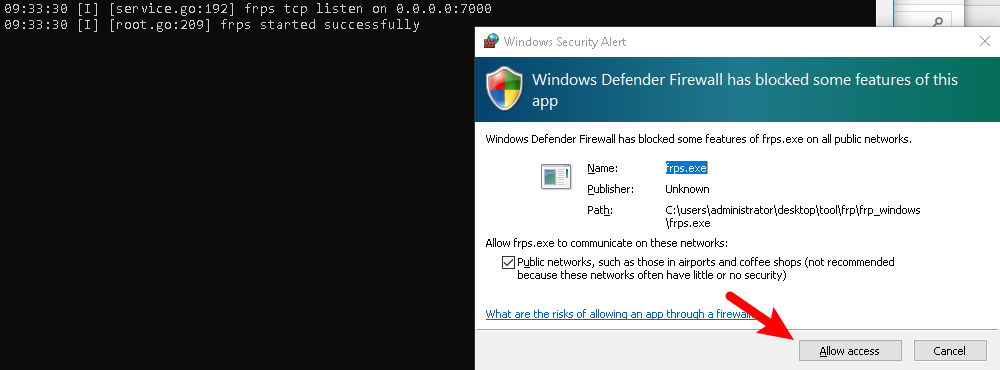 09:33:30 [I] [service.go:192] frps tcp listen on 0.0.0.0:7000
09:33:30 [I] [root.go:209] frps started successfully
Windows Security Alert
Windows Defender Firewall has blocked some features of this
app
Windows Defender Firewall has blocked some features of frps.exe on all public networks.
Name: frps.exe
Publisher: Unknown
Path: C:\users\administrator\desktop\tool\frp\frp_windows
\frps.exe
Allow frps.exe to communicate on these networks:
Public networks, such as those in airports and coffee shops (not recommended
because these networks often have little or no security)
What are the risks of allowing an app through a firewall
Allow access
Cancel